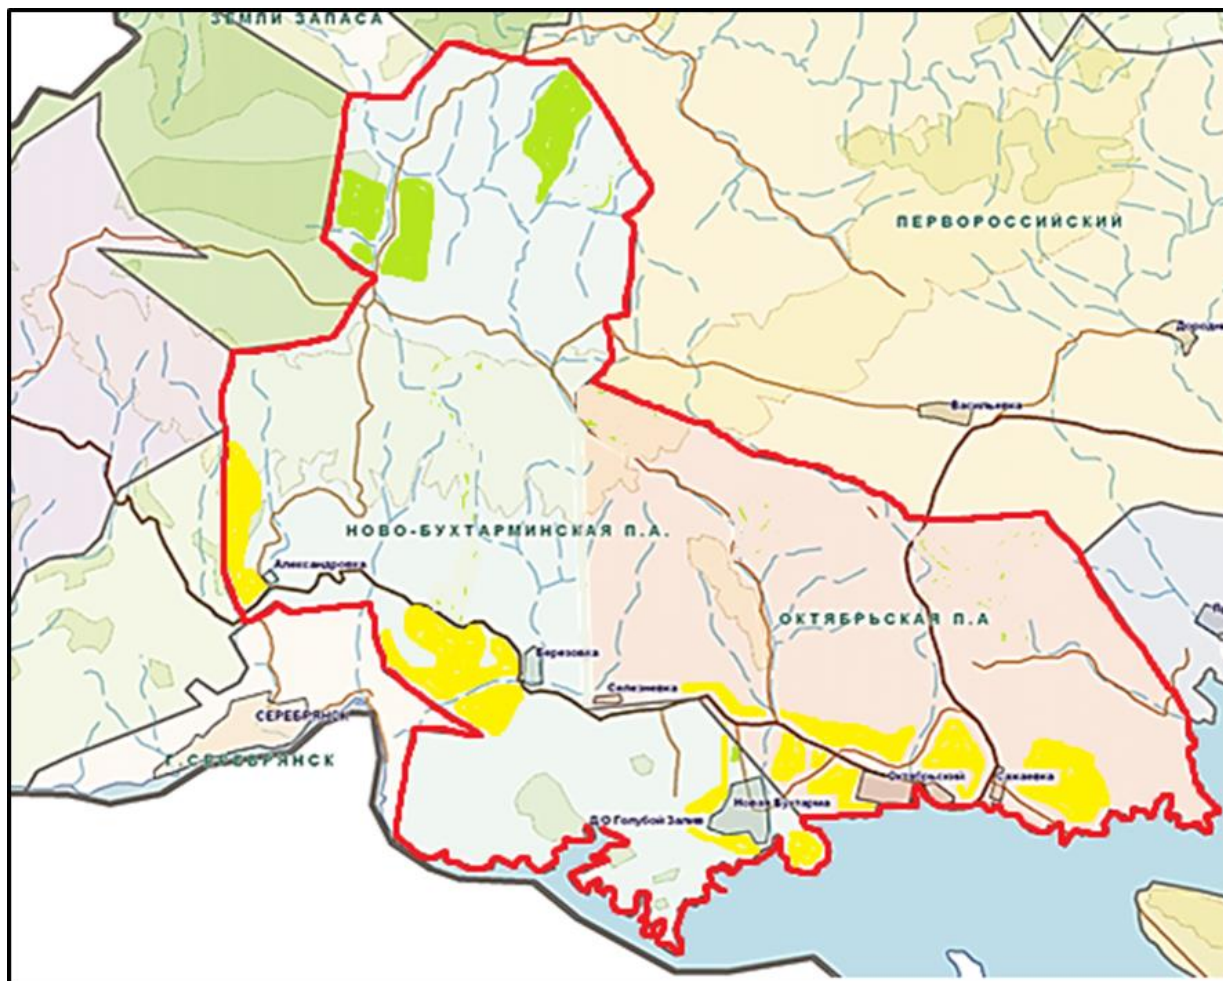 ЗЕМЛИ ЗАПАСА
ПЕРВОРОССИЙСКИЙ
Васильевка
НОВО-БУХТАРМИНСКАЯ П.А.
Александровка
ОКТЯБРЬСКАЯ П.А
Березовка
Селезневка
СЕРЕБРЯНСК
Г.СЕРЕБРЯНСК
Октябрьский
Сажаевка
Новая Бухтарма
Д.О Голубой Залив